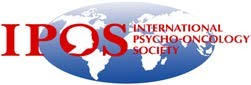 IPOS
INTERNATIONAL
PSYCHO-ONCOLOGY
SOCIETY